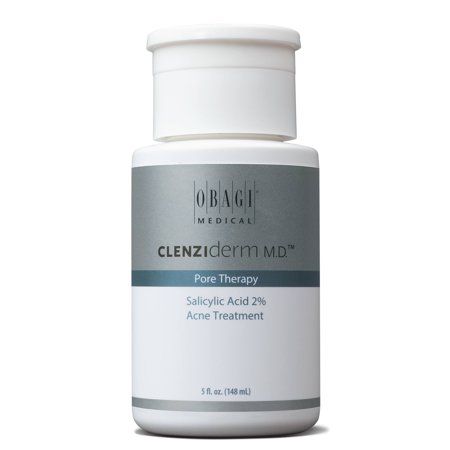 OBAGI
MEDICAL
CLENZIderm M.D.™
Pore Therapy
Salicylic Acid 2%
Acne Treatment
5 fl. oz. (148 mL)